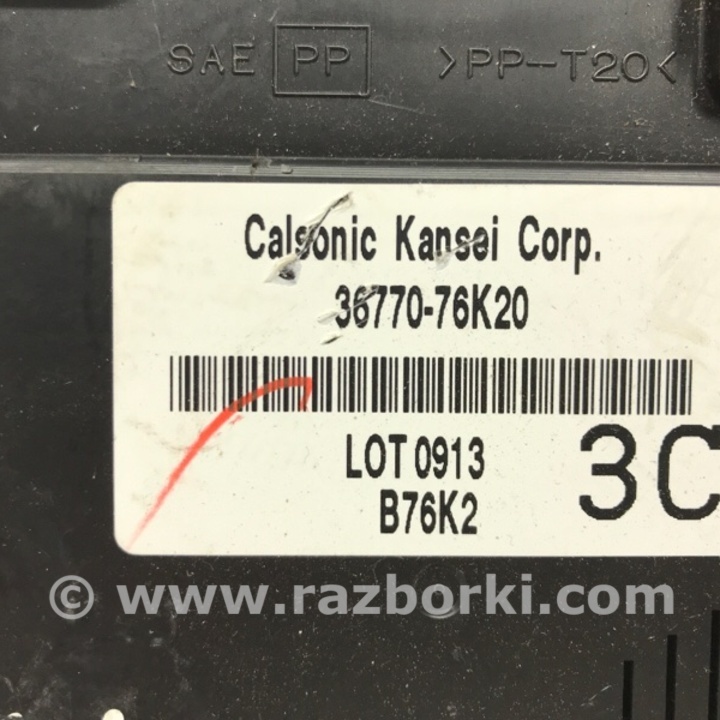 SAE PP >PP-T20<
Calsonic Kansei Corp.
36770-76K20
LOT 0913
B76K2
3C
© www.razborki.com